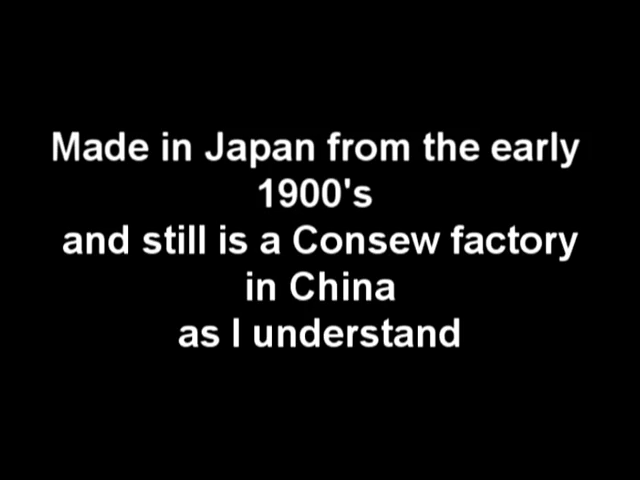 Made in Japan from the early
1900's
and still is a Consew factory
in China
as I understand